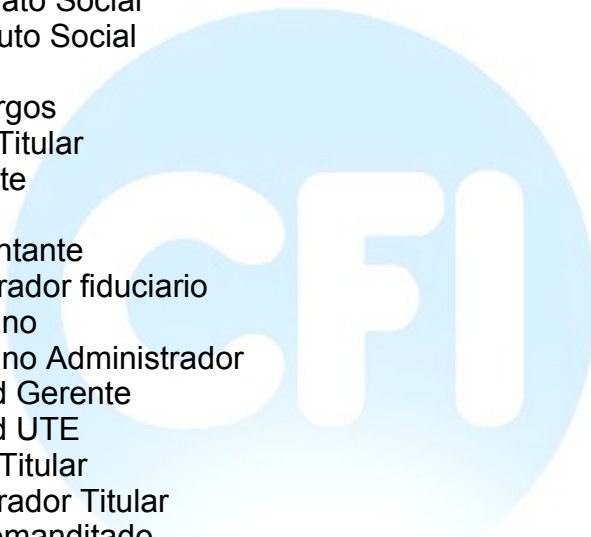 ato Social
uto Social
rgos
Titular
te
CFI
ntante
rador fiduciario
no
no Administrador
d Gerente
d UTE
Titular
rador Titular
omanditado